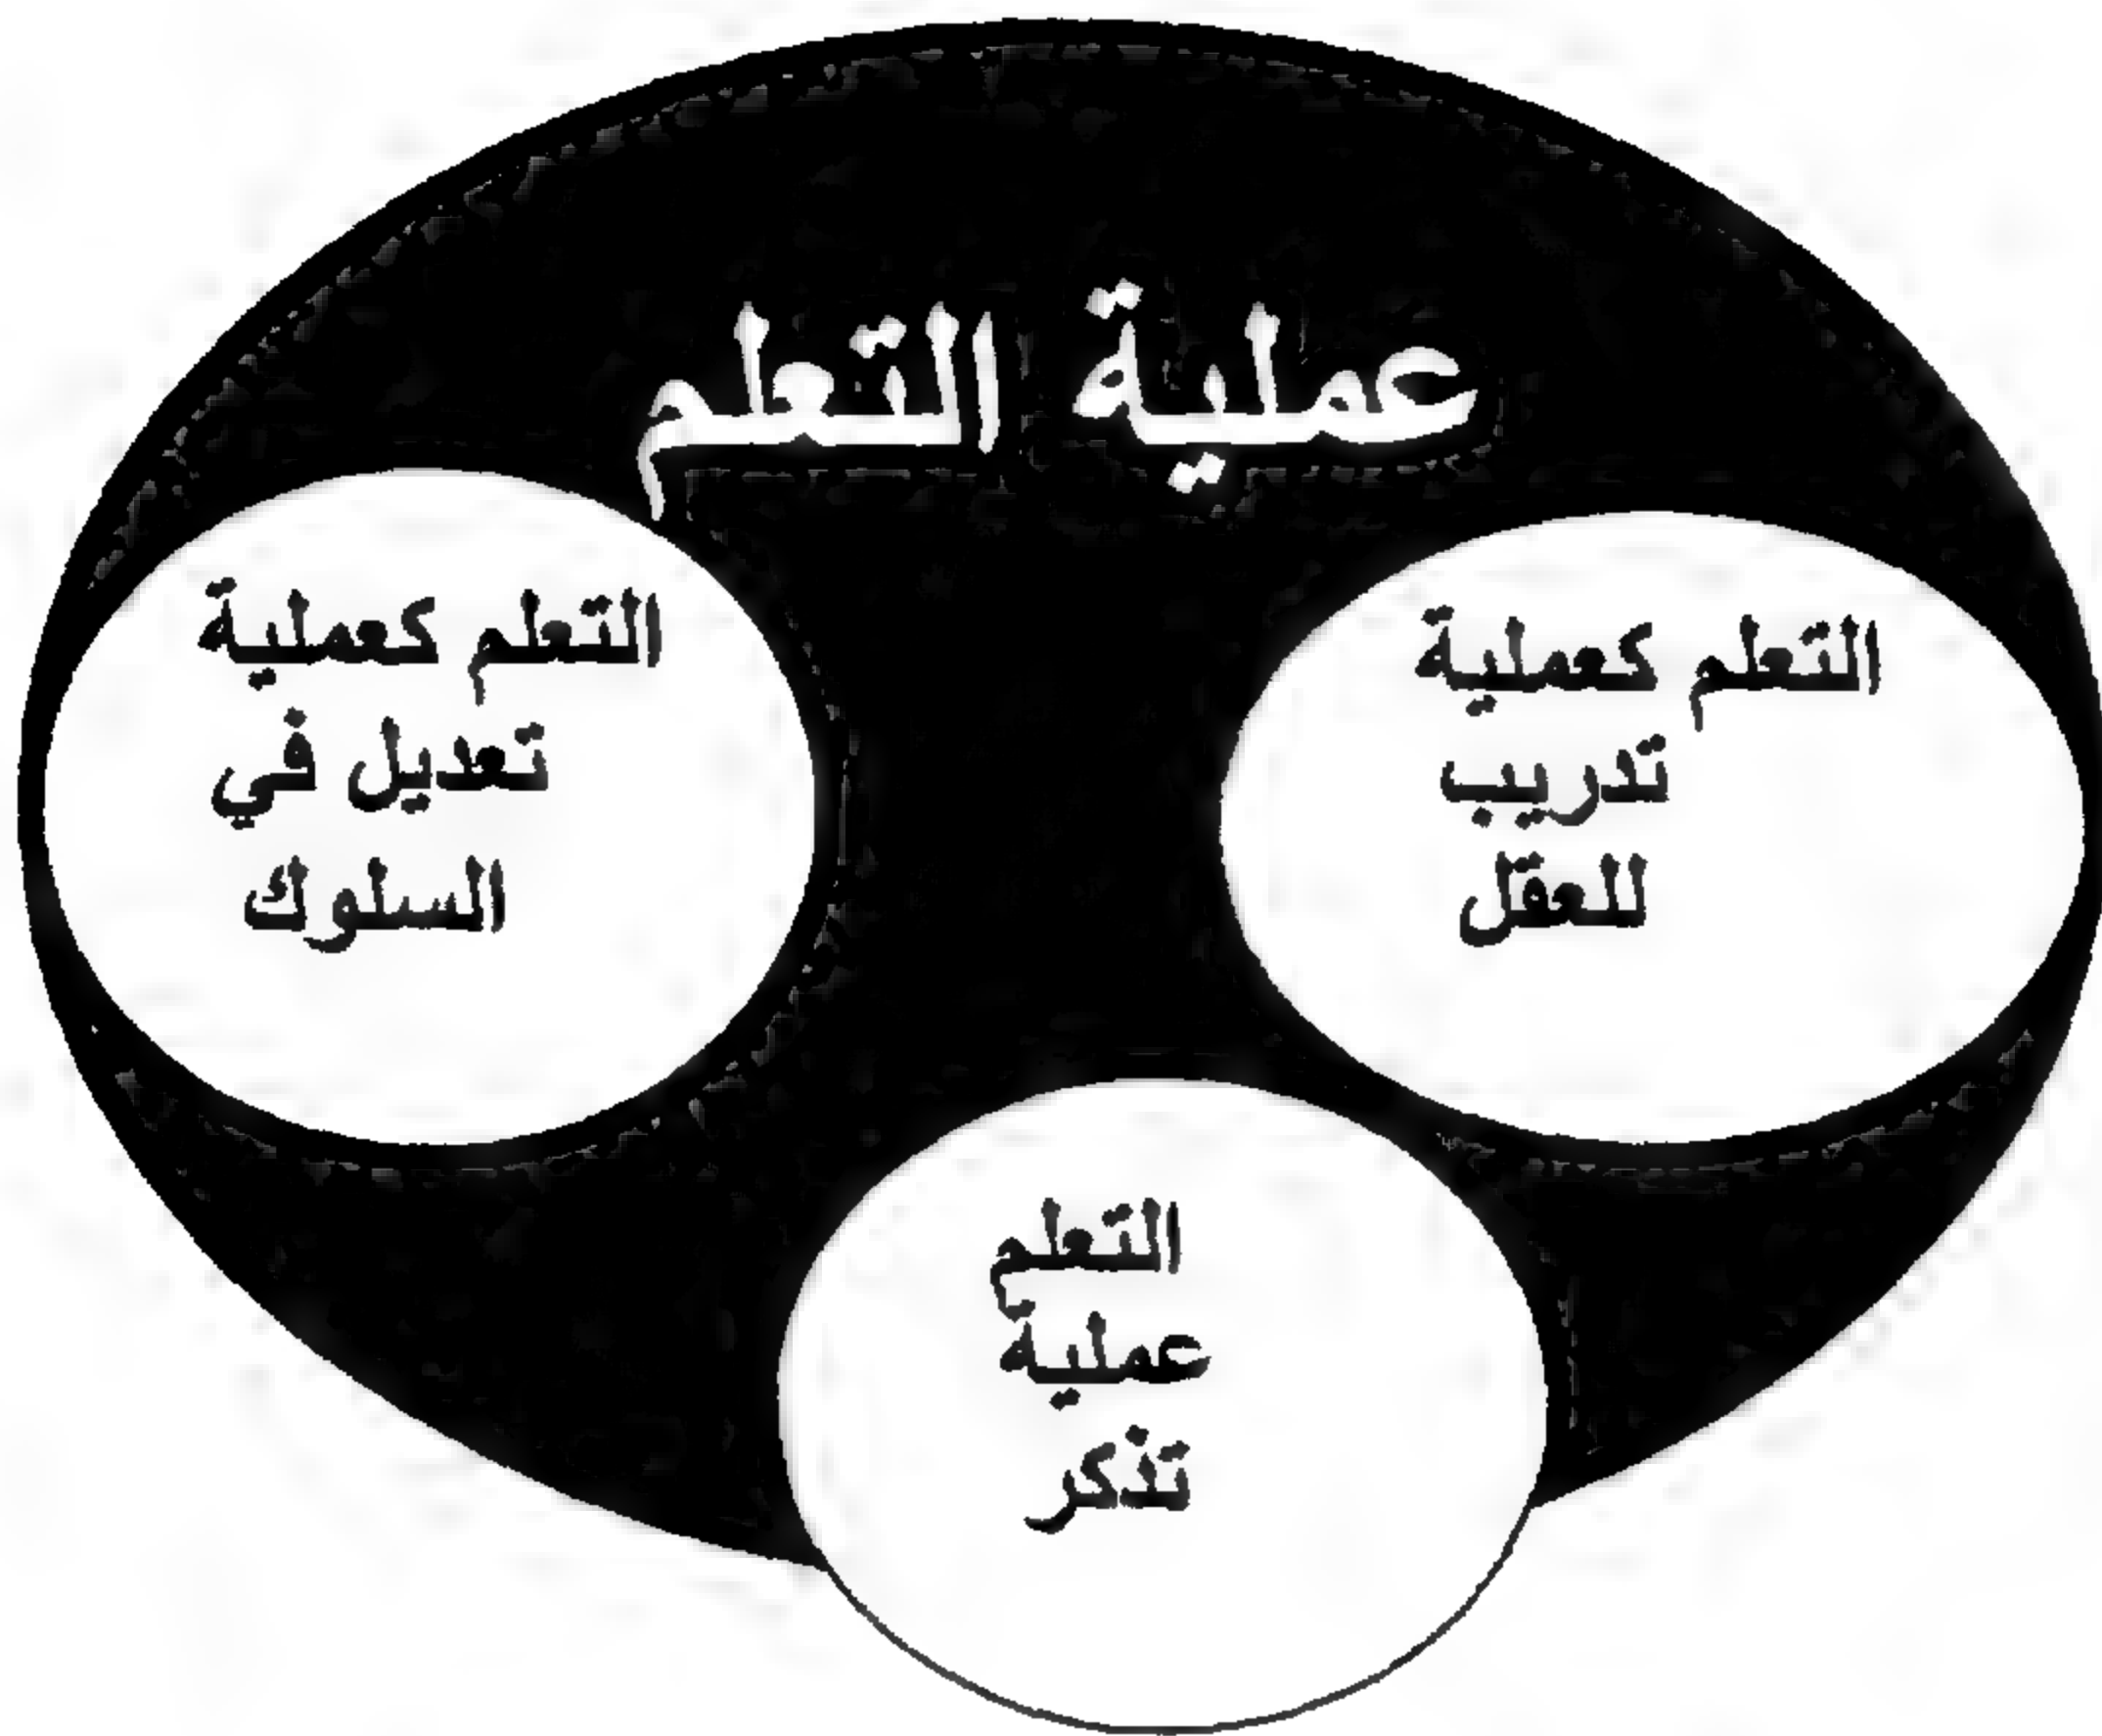 عملية التعلم
التعلم كعملية
تدريب
للعقل
التعلم كعملية
تعديل في
السلوك
التعلم
عملية
تذكر